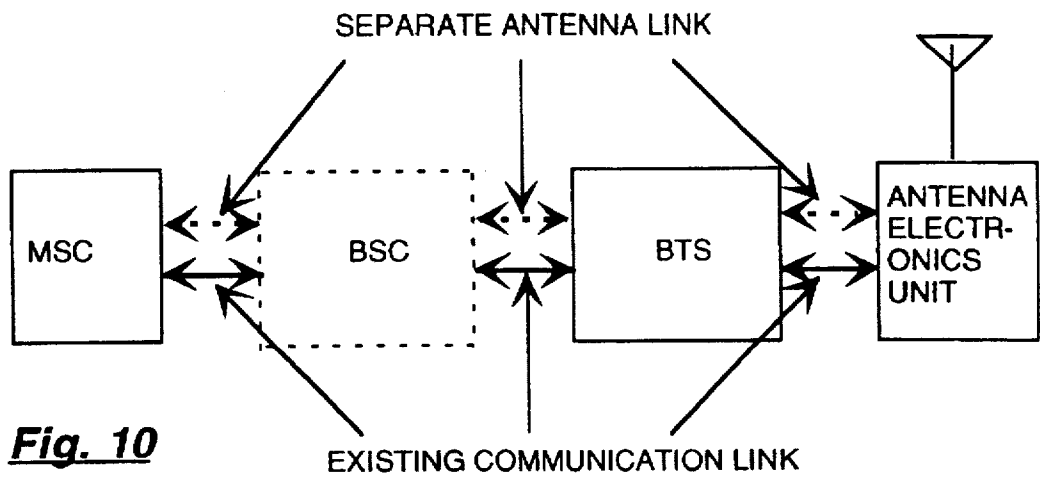 SEPARATE ANTENNA LINK
MSC
BSC
BTS
ANTENNA
ELECTR-
ONICS
UNIT
EXISTING COMMUNICATION LINK
Fig. 10